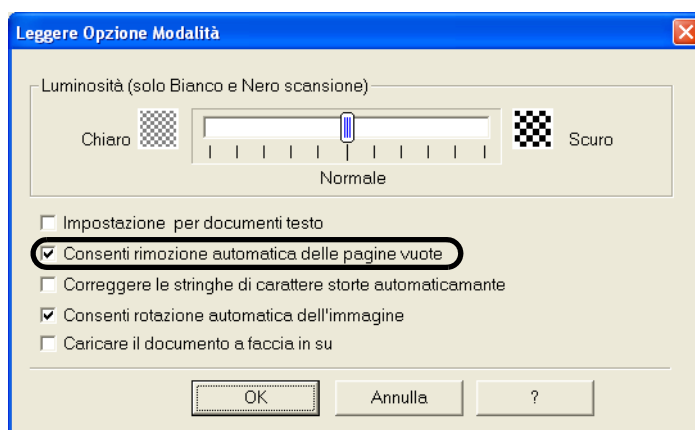 Leggere Opzione Modalità
Luminosità (solo Bianco e Nero scansione)
Chiaro
Scuro
Normale
Impostazione per documenti testo
Consenti rimozione automatica delle pagine vuote
Correggere le stringhe di carattere storte automaticamante
Consenti rotazione automatica dell'immagine
Caricare il documento a faccia in su
OK Annulla ?